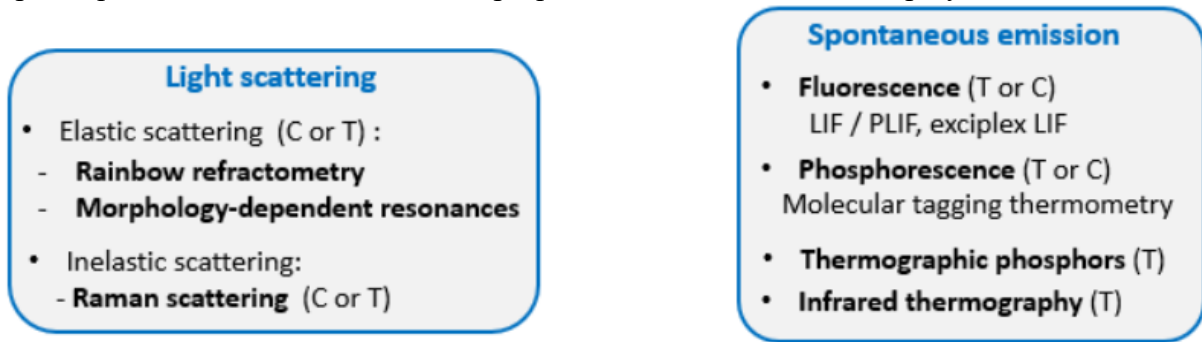 Light scattering
• Elastic scattering (C or T) :
- Rainbow refractometry
- Morphology-dependent resonances
• Inelastic scattering:
- Raman scattering (C or T)
Spontaneous emission
• Fluorescence (T or C)
LIF / PLIF, exciplex LIF
• Phosphorescence (T or C)
Molecular tagging thermometry
• Thermographic phosphors (T)
• Infrared thermography (T)